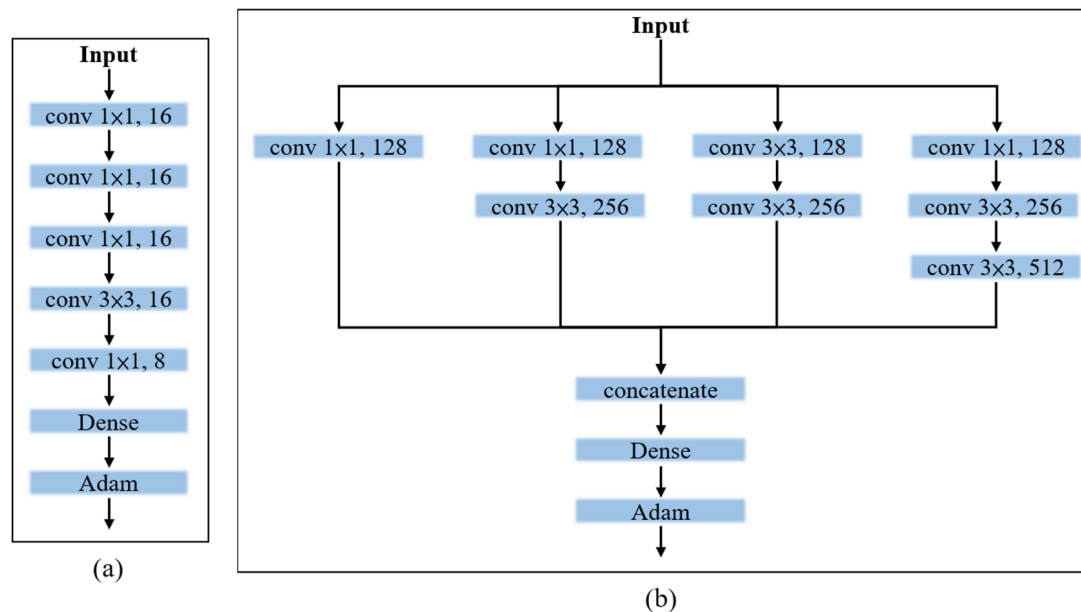 Input
conv 1×1, 16
conv 1×1, 16
conv 1×1, 16
conv 3×3, 16
conv 1×1, 8
Dense
Adam
(a)
Input
conv 1×1, 128
conv 1×1, 128
conv 3×3, 128
conv 1×1, 128
conv 3×3, 256
conv 3×3, 256
conv 3×3, 256
conv 3×3, 512
concatenate
Dense
Adam
(b)